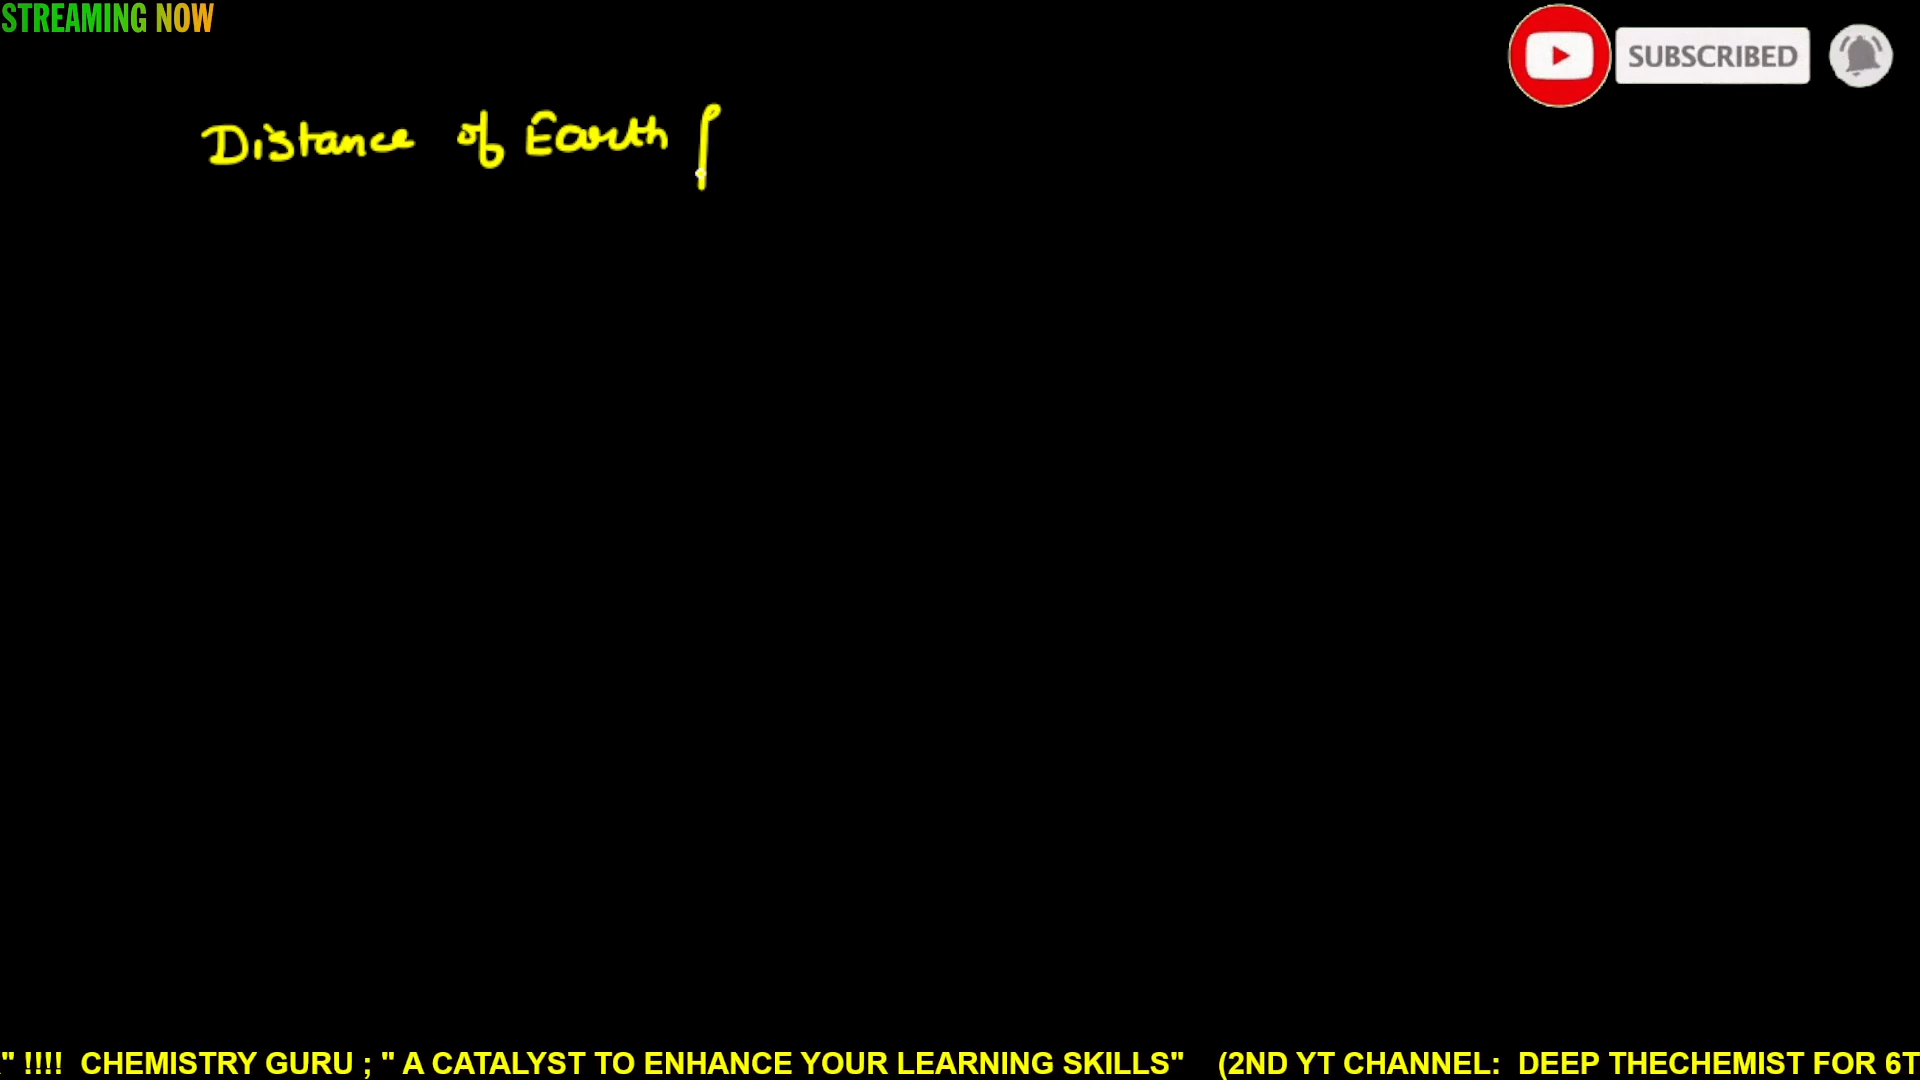 STREAMING NOW
SUBSCRIBED
Distance of Earth
" !!!! CHEMISTRY GURU ; " A CATALYST TO ENHANCE YOUR LEARNING SKILLS" (2ND YT CHANNEL: DEEP THECHEMIST FOR 6T